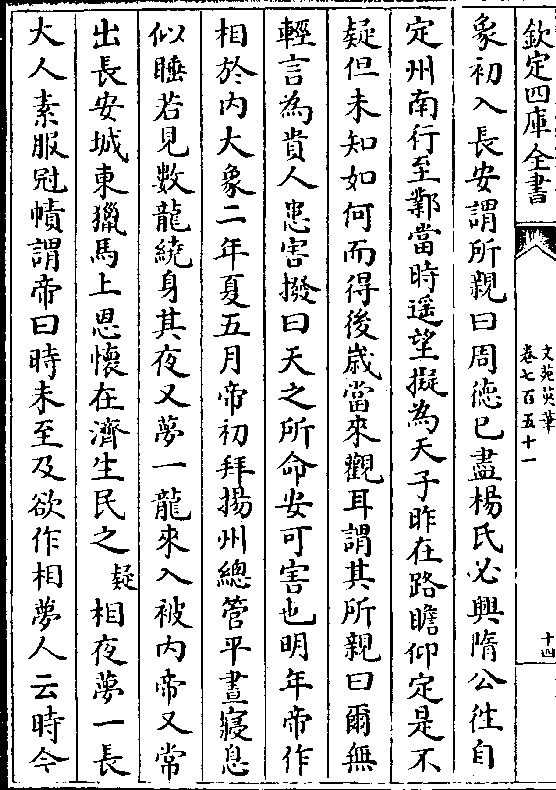 欽定四庫全書
文苑英華
卷七百五十一
十四
象初入長安謂所親曰周德已盡楊氏必興隋公徃自
定州南行至鄴當時遥望擬為天子昨在路瞻仰定是不
疑但未知如何而得後歲當來觀耳謂其所親曰爾無
輕言為貴人患害撥曰天之所命安可害也明年帝作
相於内大象二年夏五月帝初拜揚州總管平晝寢息
似睡若見數龍繞身其夜又夢一龍來入被内帝又常
出長安城東獵馬上思懷在濟生民之疑相夜夢一長
大人素服冠幘謂帝曰時未至及欲作相夢人云時今